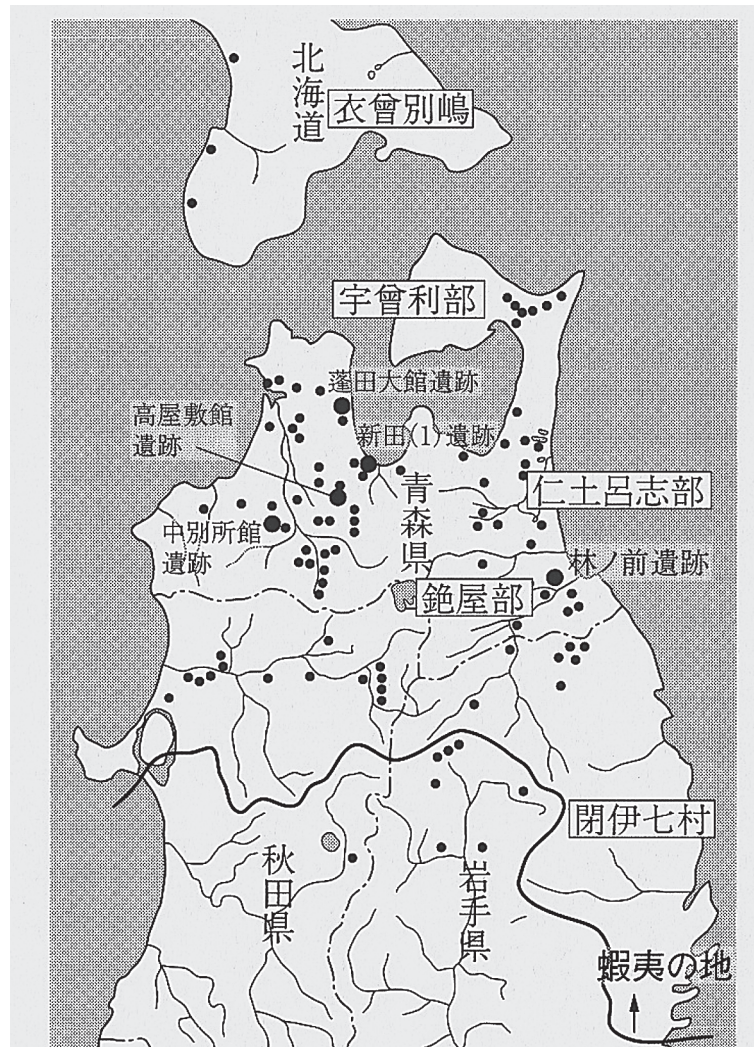 北海道
衣曾別嶋
宇曾利部
蓬田大館遺跡
高屋敷館
遺跡
新田(1)遺跡
青森県
仁土呂志部
中別所館
遺跡
林ノ前遺跡
銫屋部
閉伊七村
秋田県
岩手県
蝦夷の地